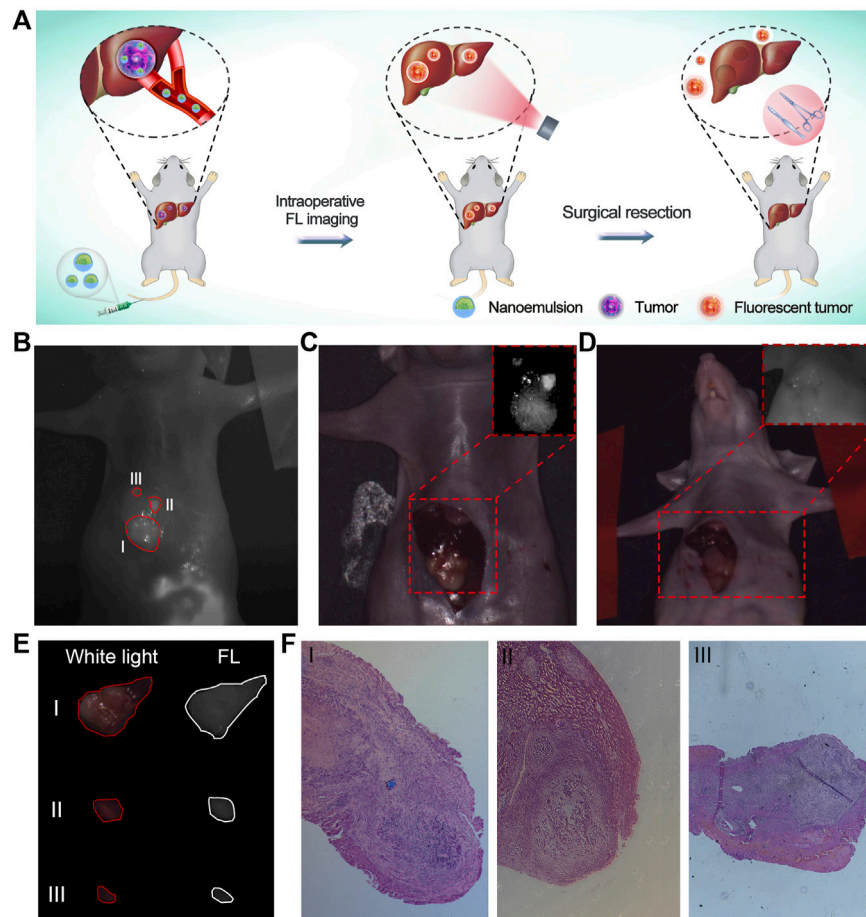 A
Intraoperative
FL imaging
Surgical resection
Nanoemulsion
Tumor
Fluorescent tumor
B
III
II
I
C
D
E
White light
FL
I
II
III
F
I
II
III